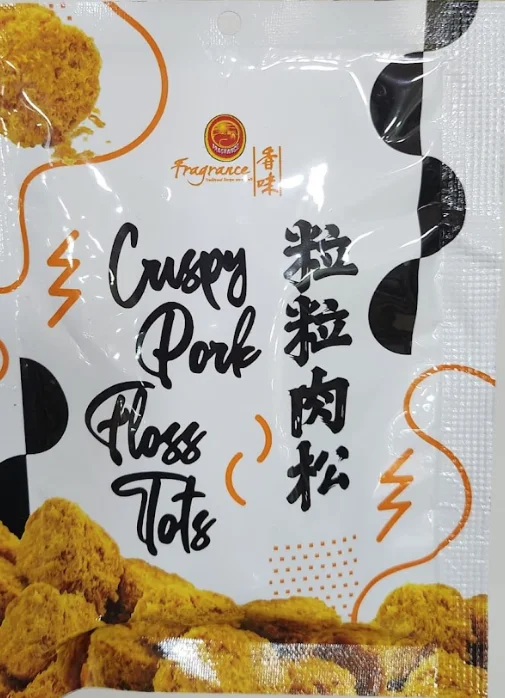 Fragrance
香味
Crispy
Pork
Floss
Tots
粒粒肉松